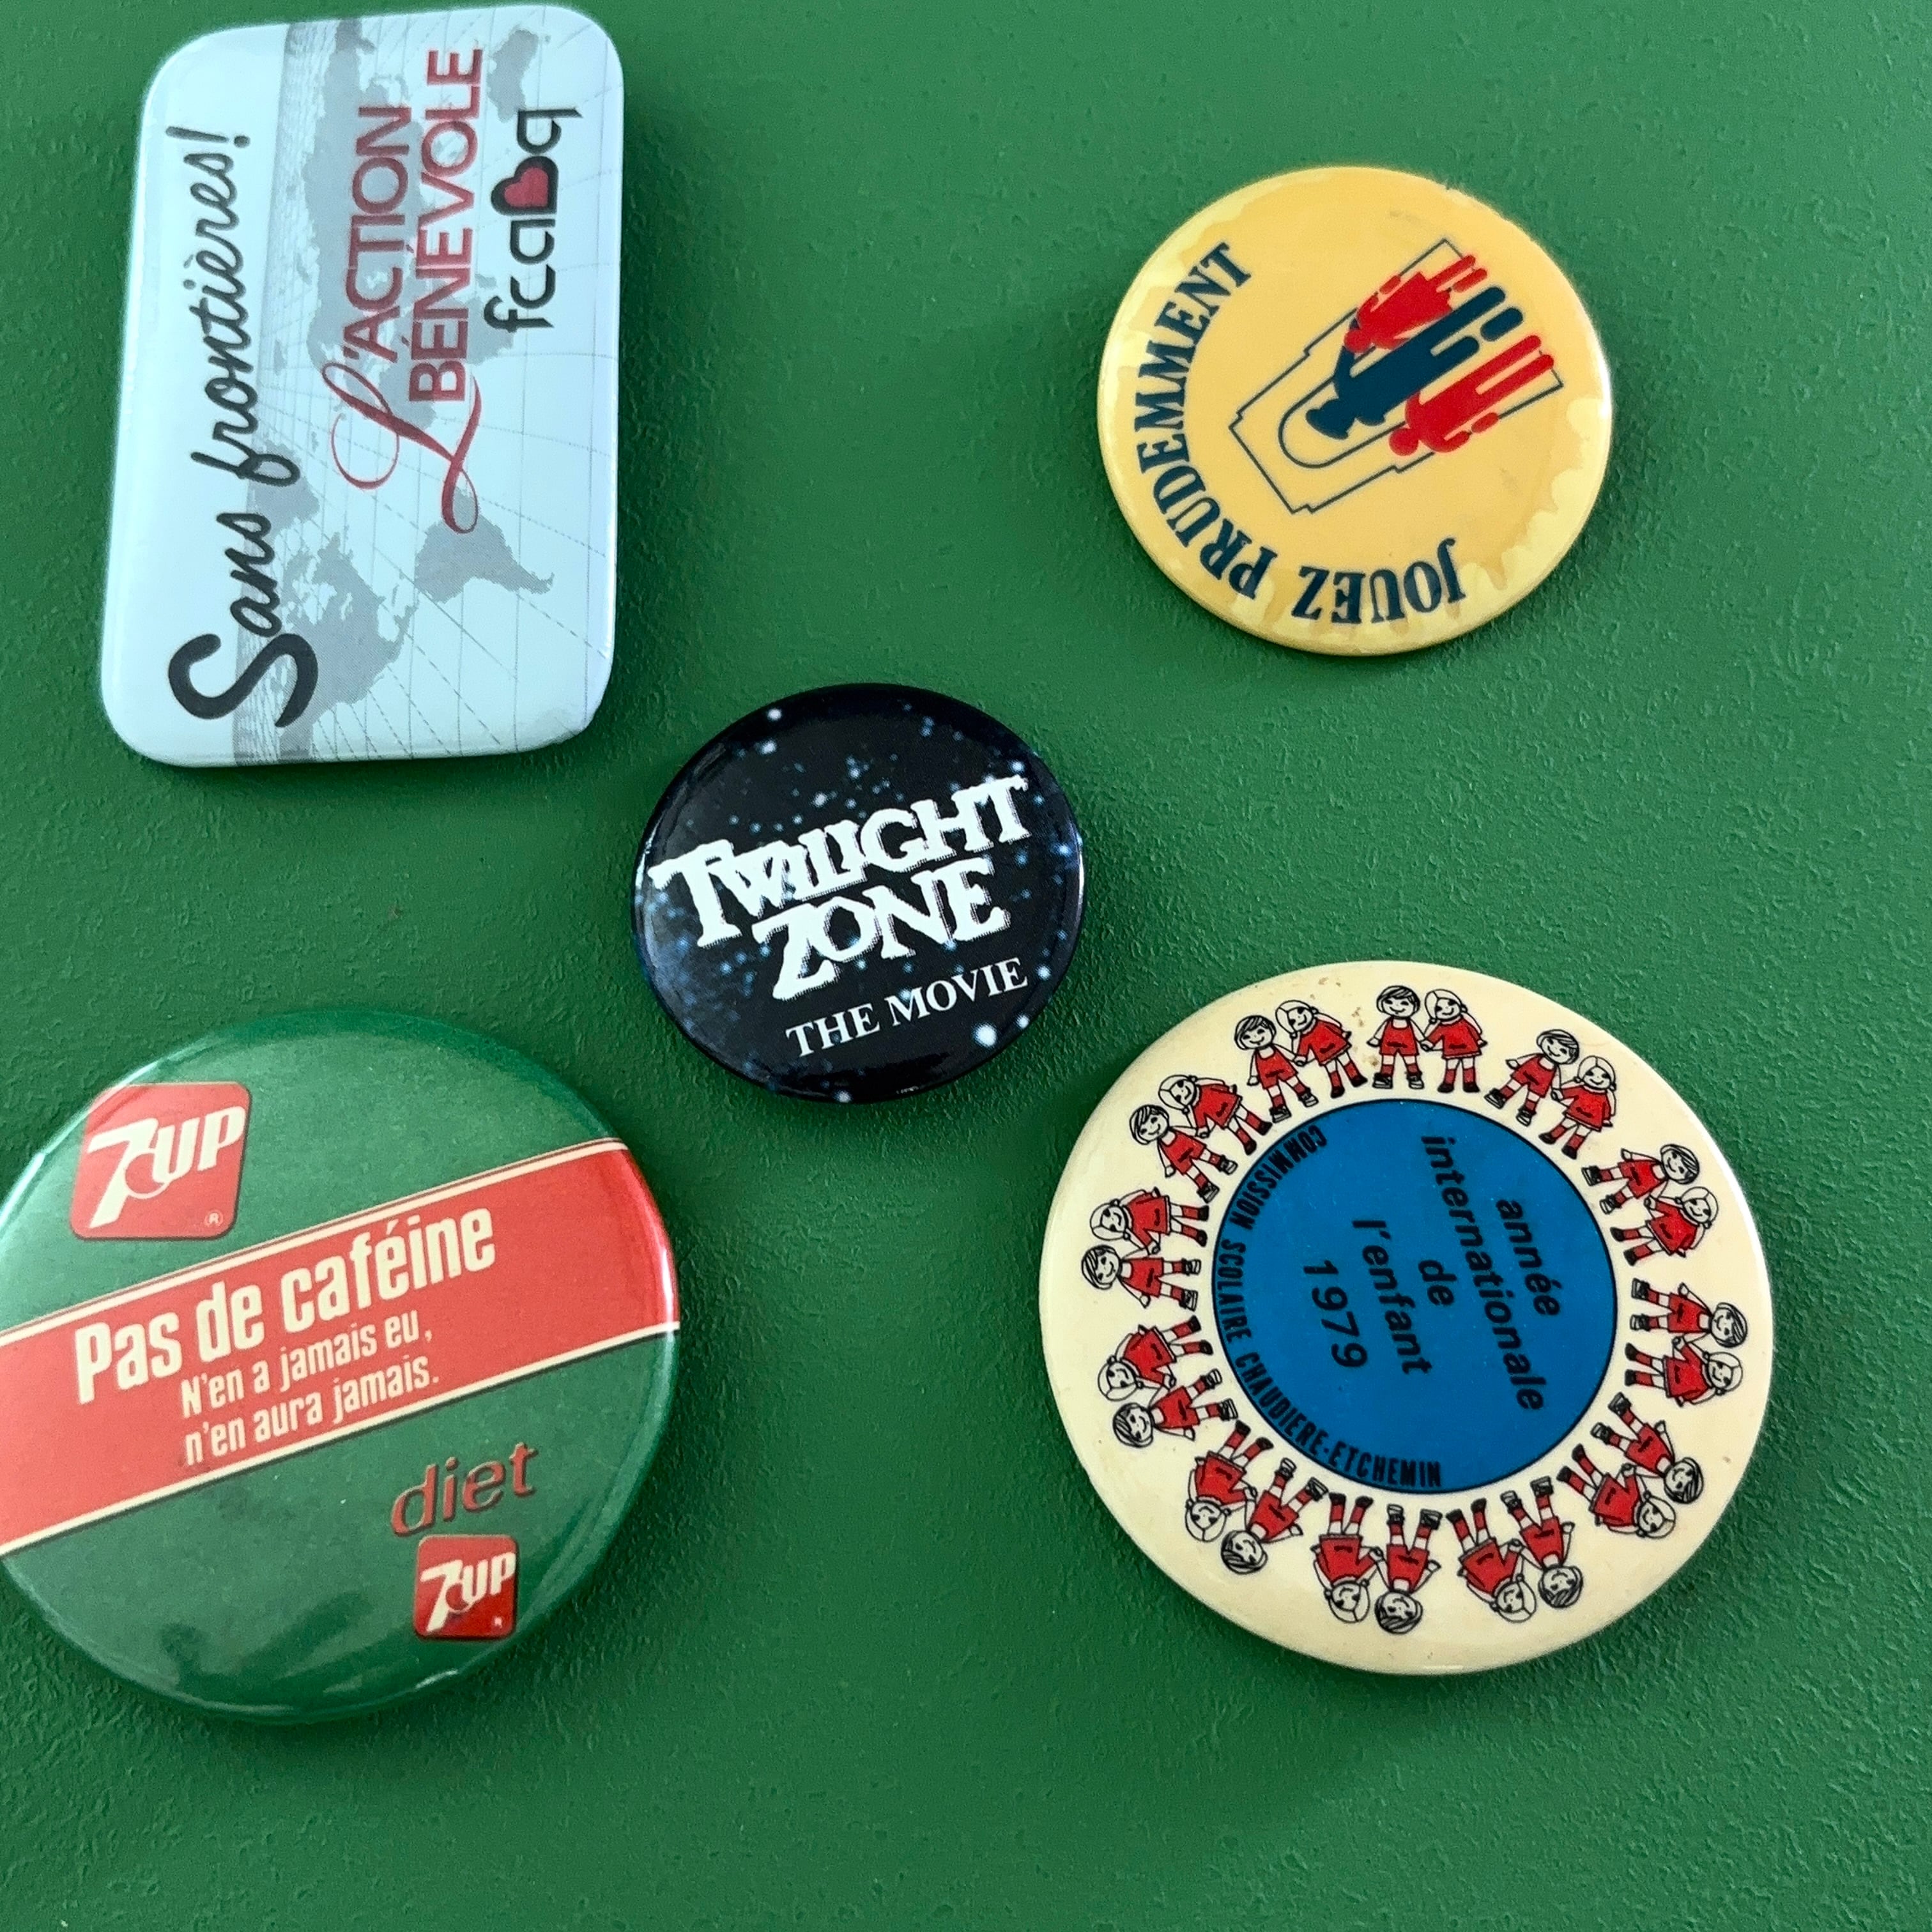 Sans frontières!
L'ACTION
BÉNÉVOLE
fcabq
JOUEZ PRUDEMMENT
TWILIGHT
ZONE
THE MOVIE
7UP
®
Pas de caféine
N'en a jamais eu,
n'en aura jamais.
diet
7UP
année
internationale
de
l'enfant
1979
COMMISSION SCOLAIRE CHAUDIERE-ETCHEMIN